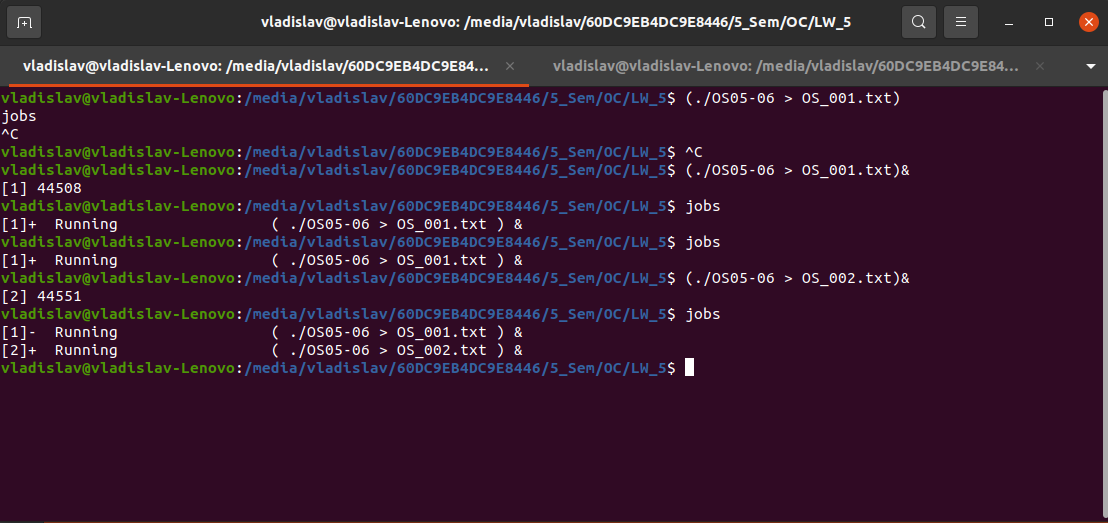 vladislav@vladislav-Lenovo: /media/vladislav/60DC9EB4DC9E8446/5_Sem/OC/LW_5
vladislav@vladislav-Lenovo: /media/vladislav/60DC9EB4DC9E84... × vladislav@vladislav-Lenovo: /media/vladislav/60DC9EB4DC9E84... ×
vladislav@vladislav-Lenovo:/media/vladislav/60DC9EB4DC9E8446/5_Sem/OC/LW_5$ (./OS05-06 > OS_001.txt)
jobs
^C
vladislav@vladislav-Lenovo:/media/vladislav/60DC9EB4DC9E8446/5_Sem/OC/LW_5$ ^C
vladislav@vladislav-Lenovo:/media/vladislav/60DC9EB4DC9E8446/5_Sem/OC/LW_5$ (./OS05-06 > OS_001.txt)&
[1] 44508
vladislav@vladislav-Lenovo:/media/vladislav/60DC9EB4DC9E8446/5_Sem/OC/LW_5$ jobs
[1]+  Running                 ( ./OS05-06 > OS_001.txt ) &
vladislav@vladislav-Lenovo:/media/vladislav/60DC9EB4DC9E8446/5_Sem/OC/LW_5$ jobs
[1]+  Running                 ( ./OS05-06 > OS_001.txt ) &
vladislav@vladislav-Lenovo:/media/vladislav/60DC9EB4DC9E8446/5_Sem/OC/LW_5$ (./OS05-06 > OS_002.txt)&
[2] 44551
vladislav@vladislav-Lenovo:/media/vladislav/60DC9EB4DC9E8446/5_Sem/OC/LW_5$ jobs
[1]-  Running                 ( ./OS05-06 > OS_001.txt ) &
[2]+  Running                 ( ./OS05-06 > OS_002.txt ) &
vladislav@vladislav-Lenovo:/media/vladislav/60DC9EB4DC9E8446/5_Sem/OC/LW_5$